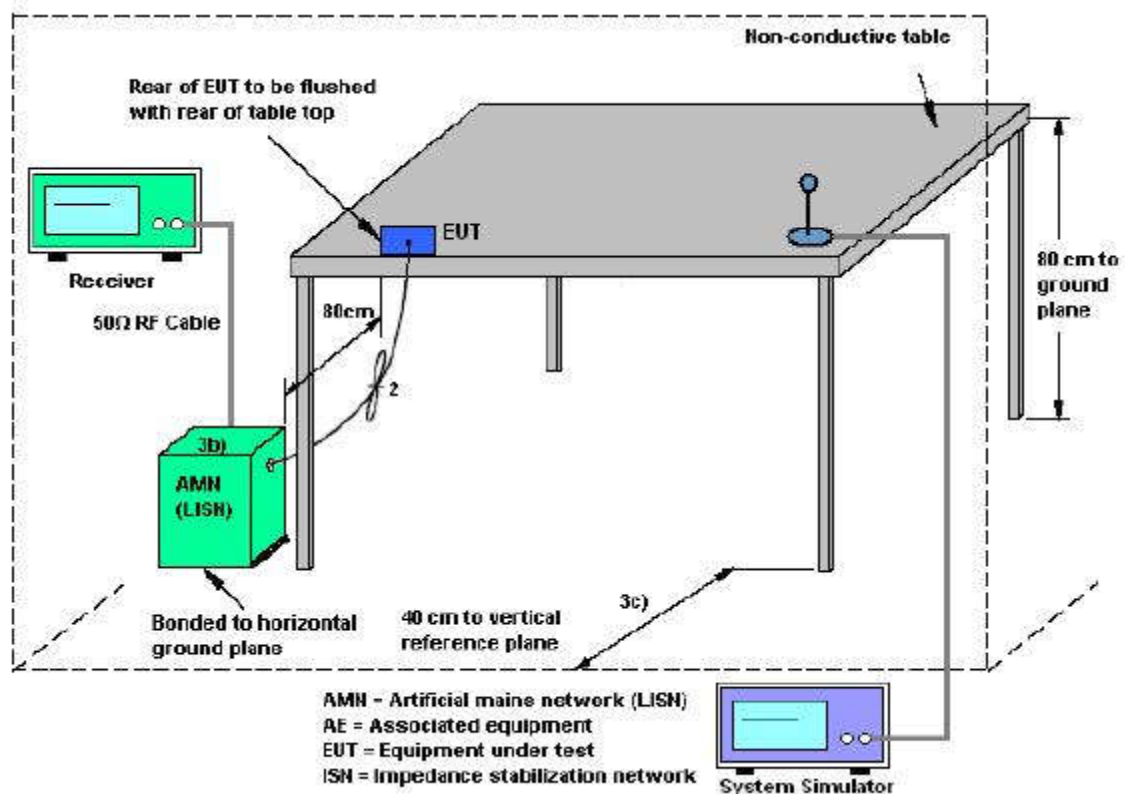 Non-conductive table
Rear of EUT to be flushed
with rear of table top
EUT
Receiver
80 cm to
ground
plane
80cm
50Ω RF Cable
2
3b)
AMN
(LISN)
3c)
Bonded to horizontal
ground plane
40 cm to vertical
reference plane
AMN = Artificial mains network (LISN)
AE = Associated equipment
EUT = Equipment under test
ISN = Impedance stabilization network
System Simulator